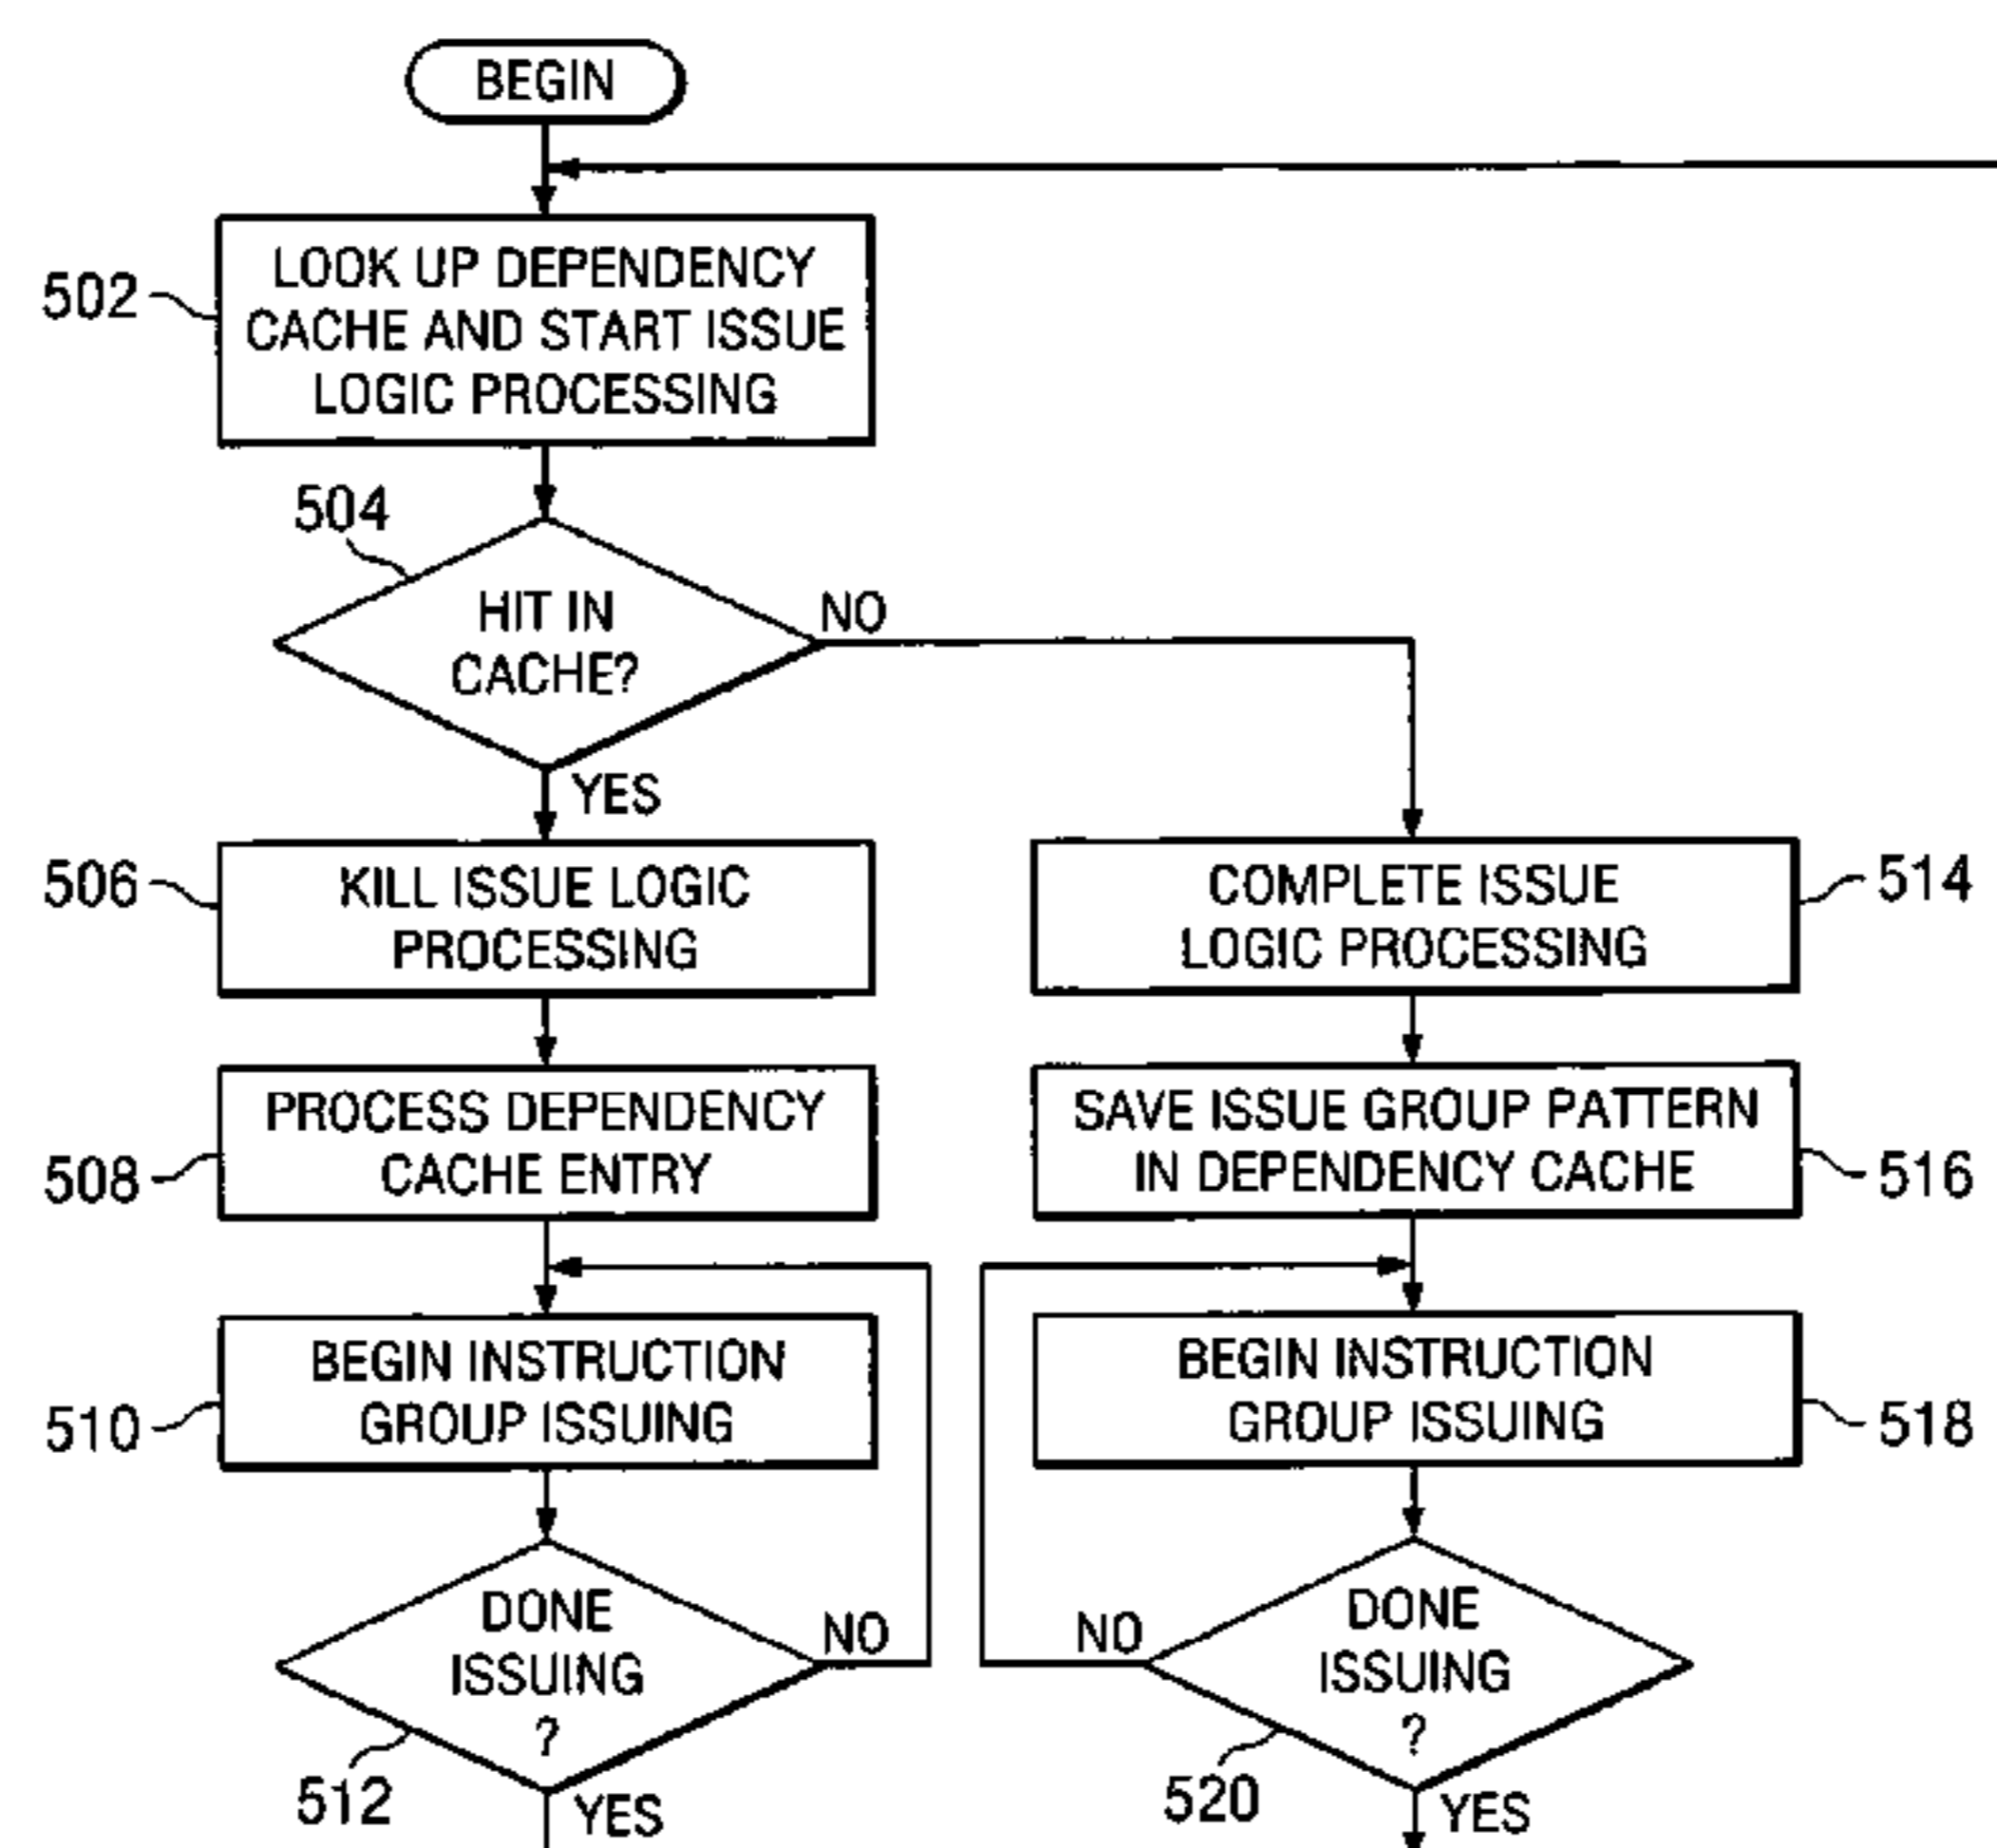 BEGIN
502
LOOK UP DEPENDENCY
CACHE AND START ISSUE
LOGIC PROCESSING
504
HIT IN
CACHE?
NO
YES
506
KILL ISSUE LOGIC
PROCESSING
COMPLETE ISSUE
LOGIC PROCESSING
514
508
PROCESS DEPENDENCY
CACHE ENTRY
SAVE ISSUE GROUP PATTERN
IN DEPENDENCY CACHE
516
510
BEGIN INSTRUCTION
GROUP ISSUING
BEGIN INSTRUCTION
GROUP ISSUING
518
DONE
ISSUING
?
NO
512
YES
NO
DONE
ISSUING
?
520
YES